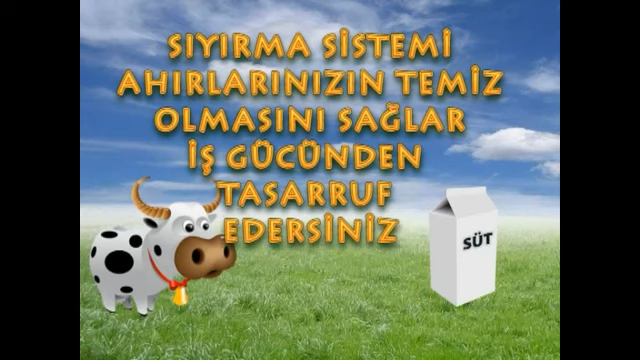 SIYIRMA SİSTEMİ
AHIRLARINIZIN TEMİZ
OLMASINI SAĞLAR
İŞ GÜCÜNDEN
TASARRUF
EDERSİNİZ
SÜT